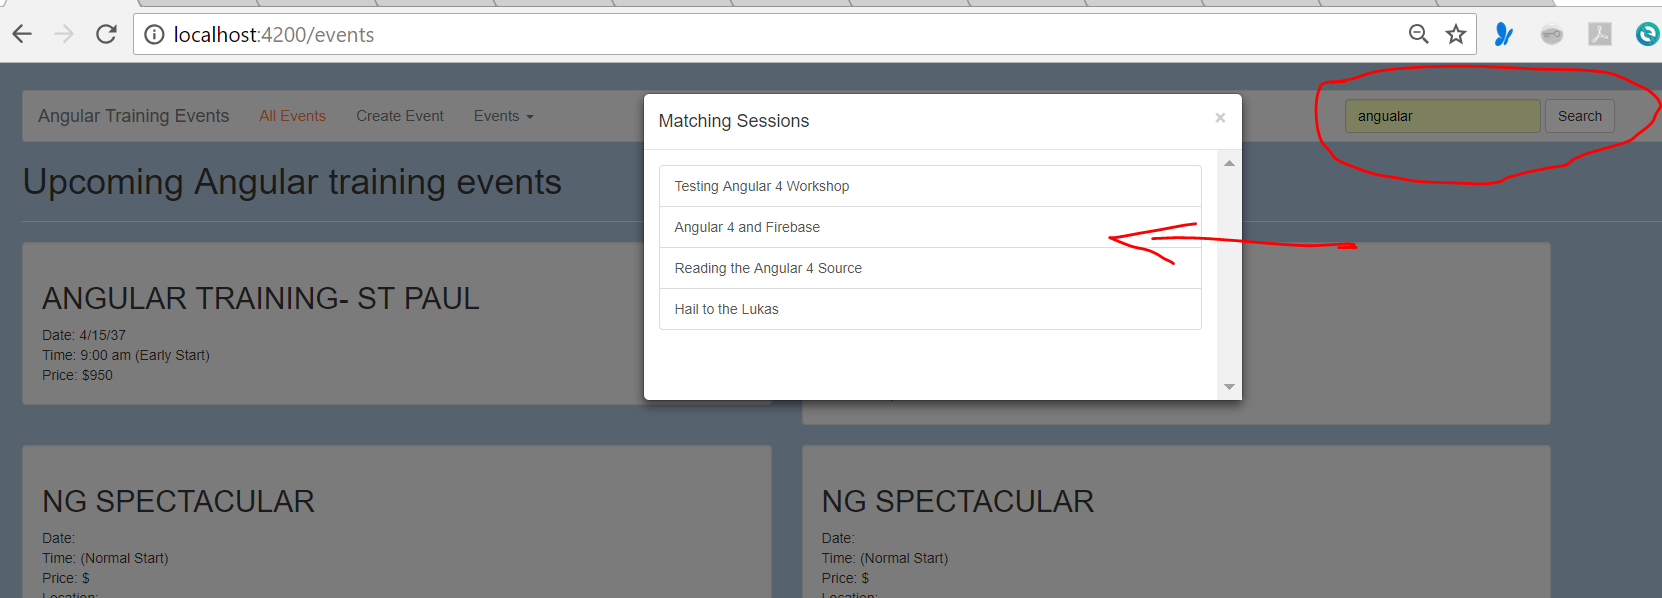 localhost:4200/events
Angular Training Events All Events Create Event Events
angualar Search
Matching Sessions ×
Testing Angular 4 Workshop
Angular 4 and Firebase
Reading the Angular 4 Source
Hail to the Lukas
Upcoming Angular training events
ANGULAR TRAINING- ST PAUL
Date: 4/15/37
Time: 9:00 am (Early Start)
Price: $950
NG SPECTACULAR
Date:
Time: (Normal Start)
Price: $
Location:
NG SPECTACULAR
Date:
Time: (Normal Start)
Price: $
Location: